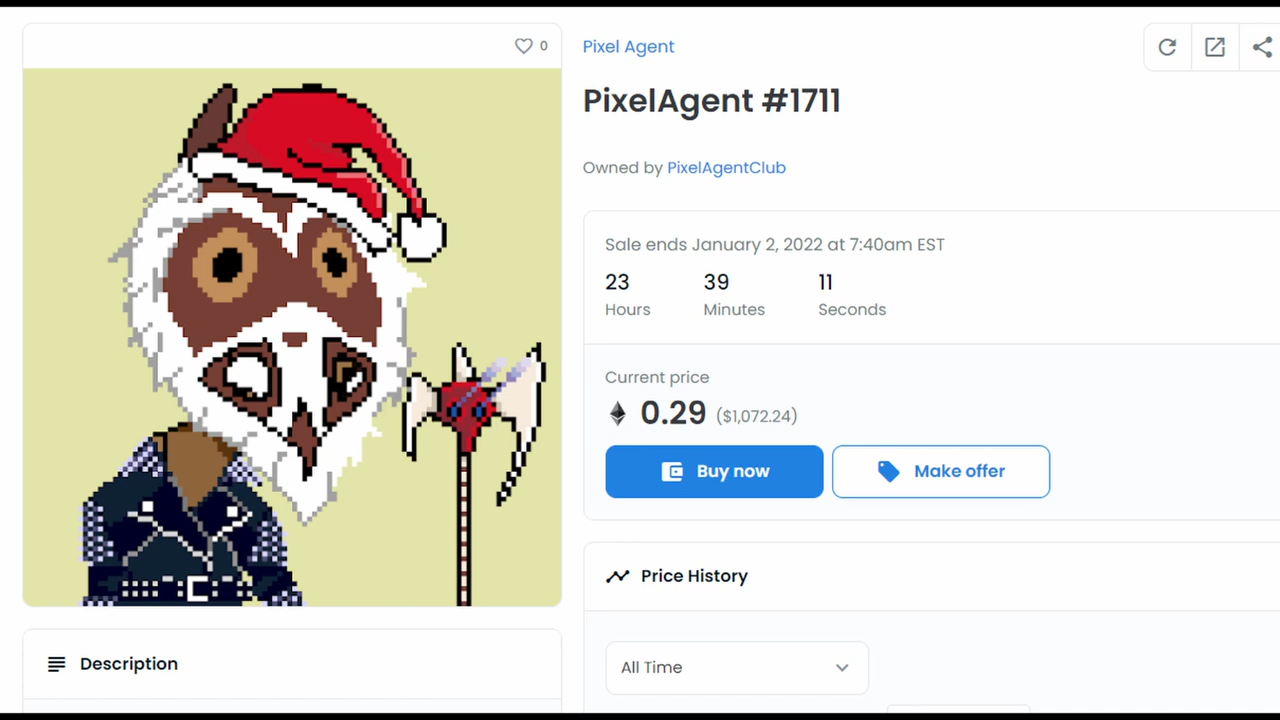 0
Pixel Agent
PixelAgent #1711
Owned by PixelAgentClub
Sale ends January 2, 2022 at 7:40am EST
23 39 11
Hours Minutes Seconds
Current price
0.29 ($1,072.24)
Buy now Make offer
Price History
All Time
Description